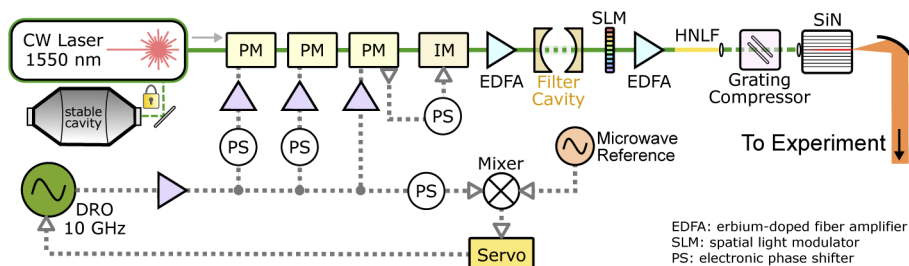 CW Laser
1550 nm
PM
PM
PM
IM
EDFA
Filter
Cavity
SLM
EDFA
HNLF
Grating
Compressor
SiN
stable
cavity
PS
PS
PS
To Experiment
DRO
10 GHz
PS
Mixer
Microwave
Reference
Servo
EDFA: erbium-doped fiber amplifier
SLM: spatial light modulator
PS: electronic phase shifter